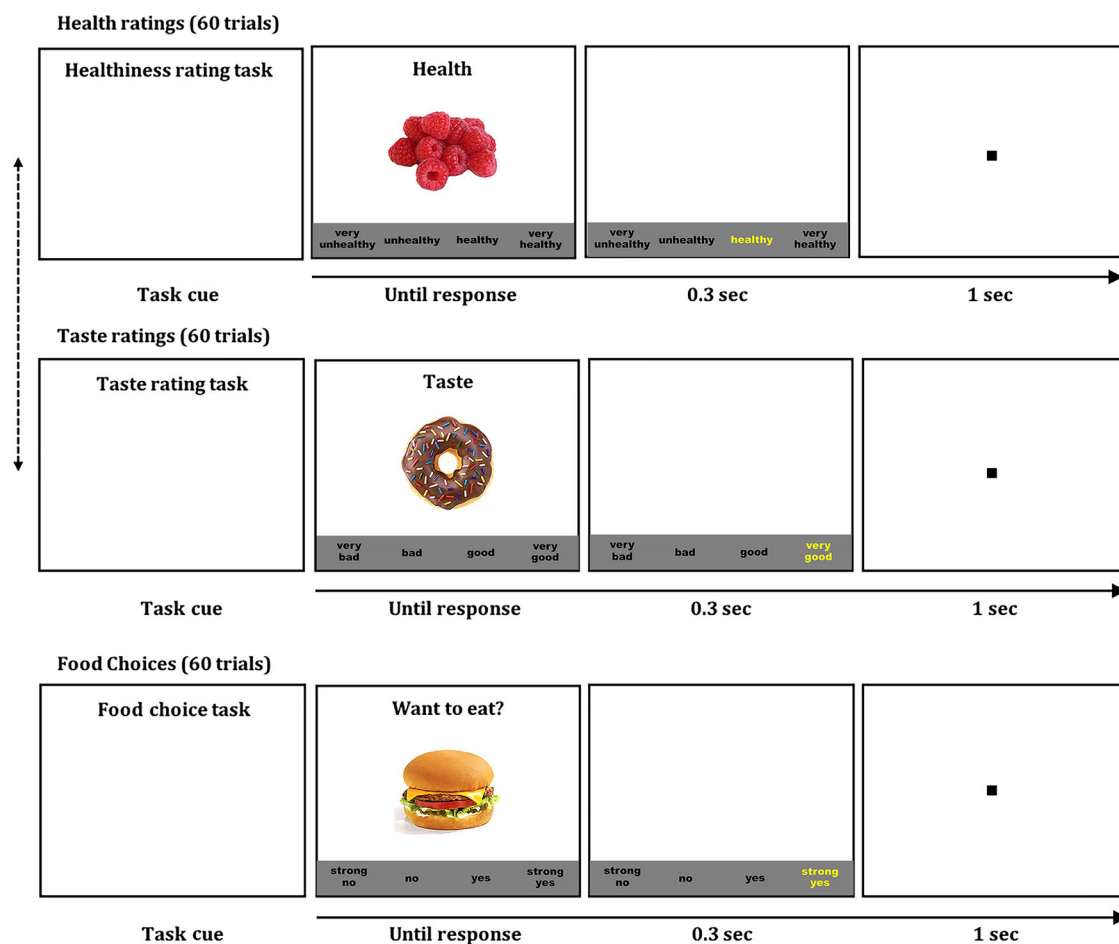 Health ratings (60 trials)
Healthiness rating task
Health
very unhealthy
unhealthy
healthy
very healthy
very unhealthy
unhealthy
healthy
very healthy
Task cue
Until response
0.3 sec
1 sec
Taste ratings (60 trials)
Taste rating task
Taste
very bad
bad
good
very good
very bad
bad
good
very good
Task cue
Until response
0.3 sec
1 sec
Food Choices (60 trials)
Food choice task
Want to eat?
strong no
no
yes
strong yes
strong no
no
yes
strong yes
Task cue
Until response
0.3 sec
1 sec